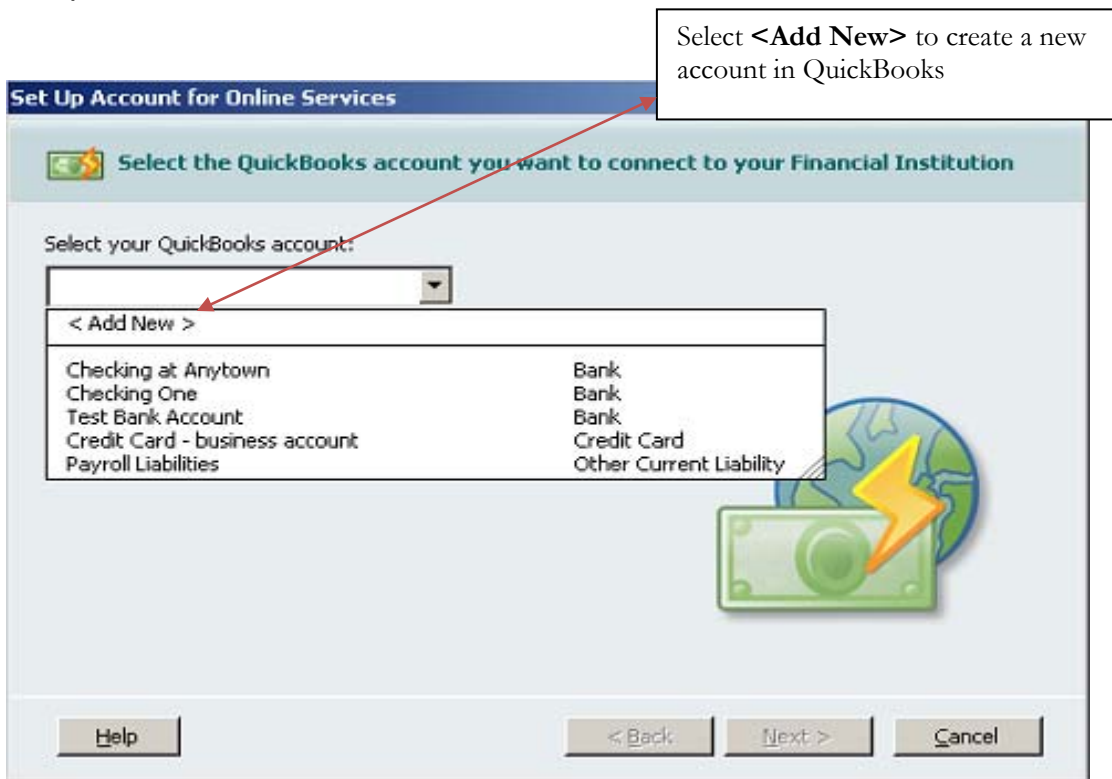 Select <Add New> to create a new
account in QuickBooks
Set Up Account for Online Services
Select the QuickBooks account you want to connect to your Financial Institution
Select your QuickBooks account:
< Add New >
Checking at Anytown Bank
Checking One Bank
Test Bank Account Bank
Credit Card - business account Credit Card
Payroll Liabilities Other Current Liability
Help < Back Next > Cancel